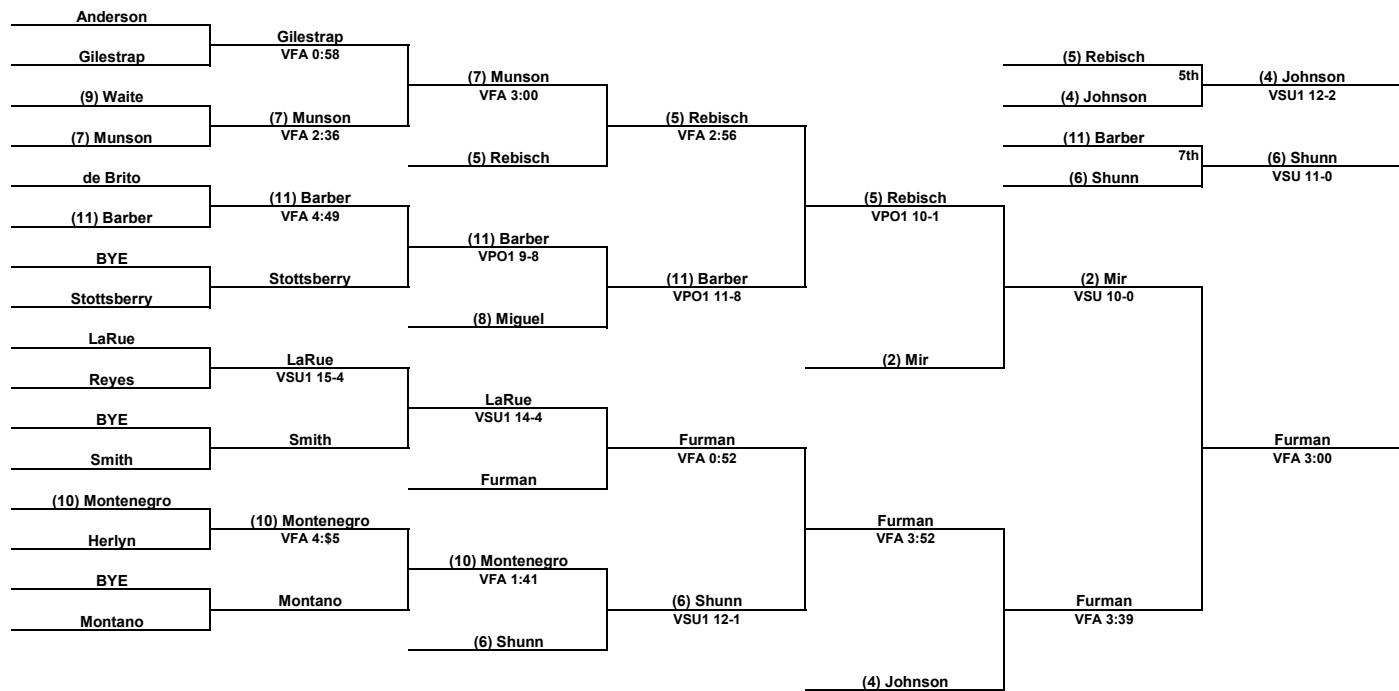 Anderson
Gilestrap
(9) Waite
(7) Munson
de Brito
(11) Barber
BYE
Stottsberry
LaRue
Reyes
BYE
Smith
(10) Montenegro
Herlyn
BYE
Montano
Gilestrap
VFA 0:58
(7) Munson
VFA 2:36
(11) Barber
VFA 4:49
Stottsberry
LaRue
VSU1 15-4
Smith
(10) Montenegro
VFA 4:$5
Montano
(7) Munson
VFA 3:00
(5) Rebisch
(11) Barber
VPO1 9-8
(8) Miguel
LaRue
VSU1 14-4
Furman
(10) Montenegro
VFA 1:41
(6) Shunn
(5) Rebisch
VFA 2:56
(11) Barber
VPO1 11-8
Furman
VFA 0:52
(6) Shunn
VSU1 12-1
(5) Rebisch
VPO1 10-1
(2) Mir
Furman
VFA 3:52
(4) Johnson
(2) Mir
VSU 10-0
Furman
VFA 3:39
Furman
VFA 3:00
(5) Rebisch
5th
(4) Johnson
(4) Johnson
VSU1 12-2
(11) Barber
7th
(6) Shunn
(6) Shunn
VSU 11-0